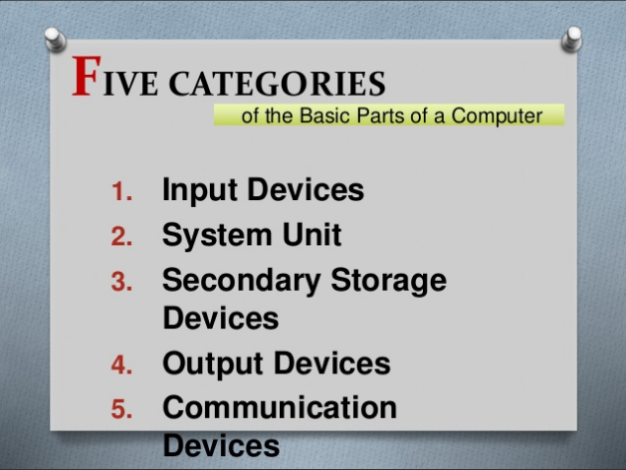 FIVE CATEGORIES
of the Basic Parts of a Computer
1. Input Devices
2. System Unit
3. Secondary Storage
Devices
4. Output Devices
5. Communication
Devices